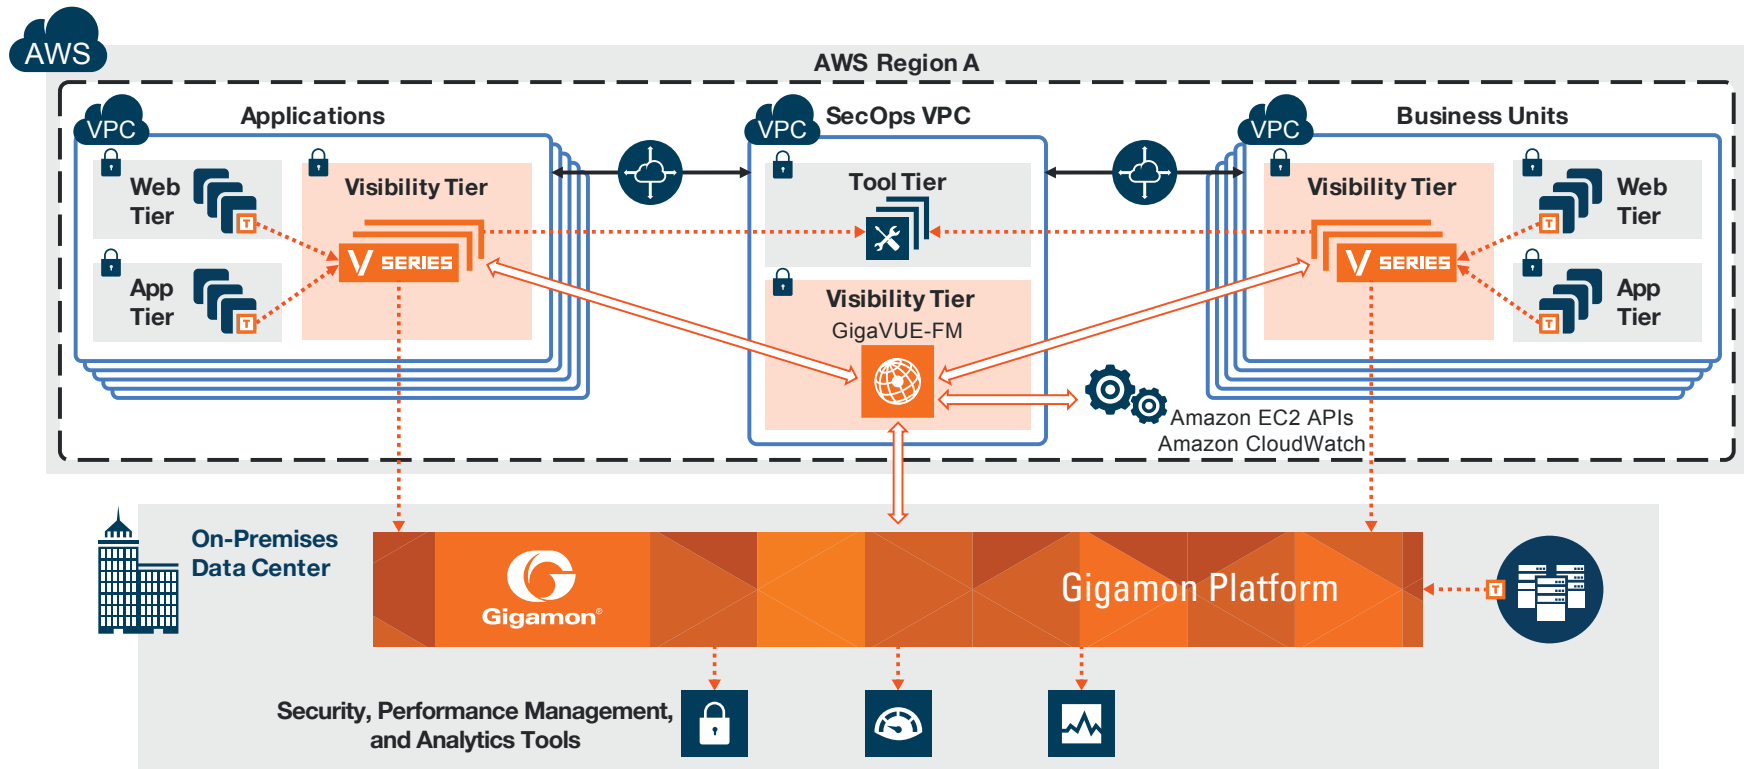 AWS
AWS Region A
VPC
Applications
Web
Tier
T
App
Tier
T
Visibility Tier
V SERIES
VPC
SecOps VPC
Tool Tier
Visibility Tier
GigaVUE-FM
VPC
Business Units
Visibility Tier
V SERIES
Web
Tier
T
App
Tier
T
Amazon EC2 APIs
Amazon CloudWatch
On-Premises
Data Center
Gigamon®
Gigamon Platform
T
Security, Performance Management,
and Analytics Tools